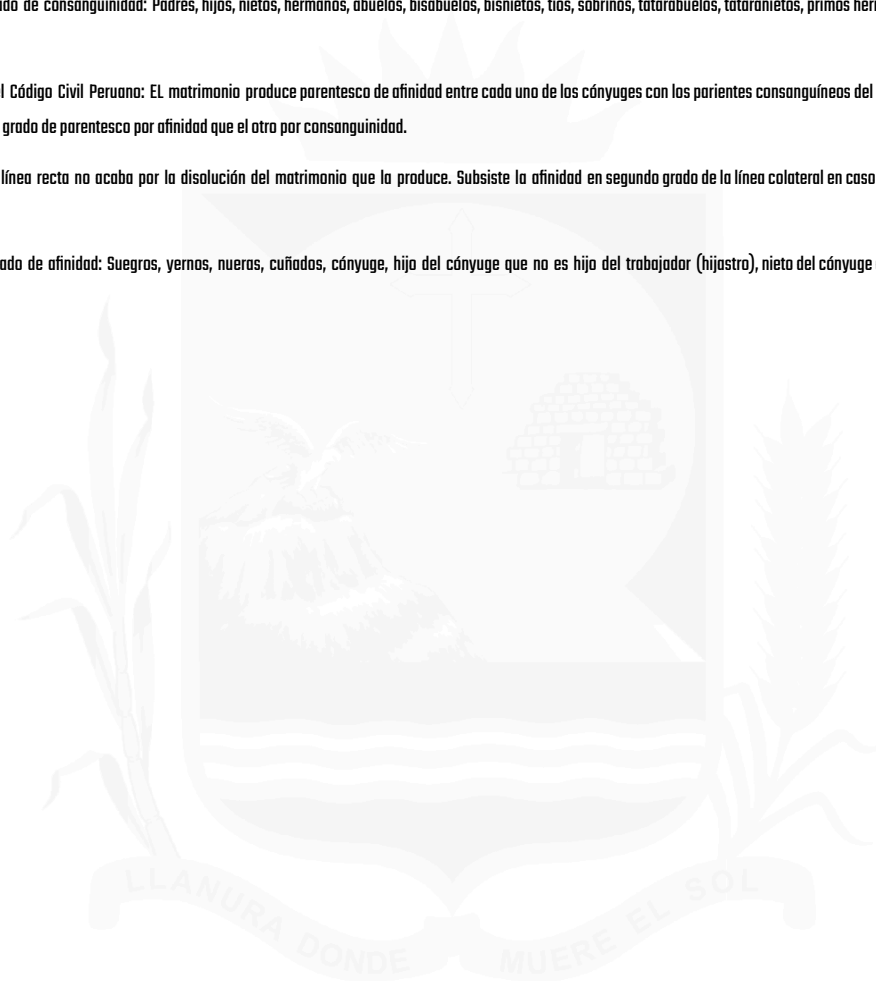 ado de consanguinidad: Padres, hijos, nietos, hermanos, abuelos, bisabuelos, bisnietos, tíos, sobrinos, tatarabuelos, tataranietos, primos her
l Código Civil Peruano: EL matrimonio produce parentesco de afinidad entre cada uno de los cónyuges con los parientes consanguíneos del
grado de parentesco por afinidad que el otro por consanguinidad.
línea recta no acaba por la disolución del matrimonio que la produce. Subsiste la afinidad en segundo grado de la línea colateral en caso
ado de afinidad: Suegros, yernos, nueras, cuñados, cónyuge, hijo del cónyuge que no es hijo del trabajador (hijastro), nieto del cónyuge
LLANURA DONDE MUERE EL SOL